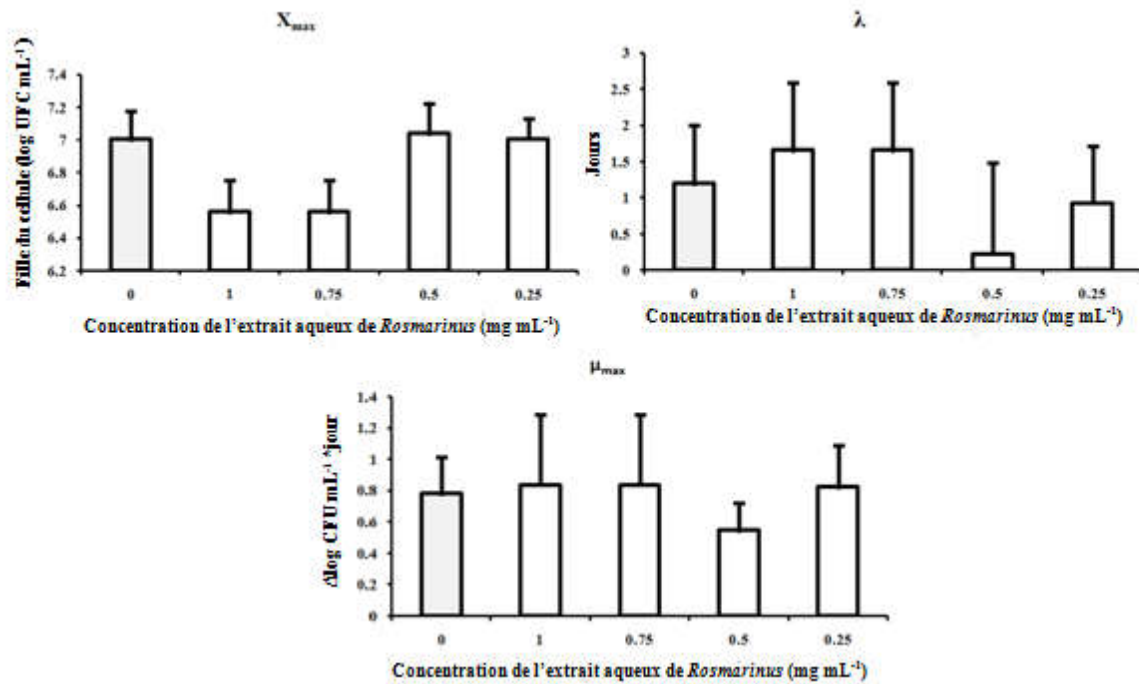 X_max
Fille du cellule (log UFC mL⁻¹)
7.4
7.2
7
6.8
6.6
6.4
6.2
0 1 0.75 0.5 0.25
Concentration de l'extrait aqueux de Rosmarinus (mg mL⁻¹)
λ
Jours
3
2.5
2
1.5
1
0.5
0
0 1 0.75 0.5 0.25
Concentration de l'extrait aqueux de Rosmarinus (mg mL⁻¹)
μ_max
Δlog CFU mL⁻¹ *jour
1.4
1.2
1
0.8
0.6
0.4
0.2
0
0 1 0.75 0.5 0.25
Concentration de l'extrait aqueux de Rosmarinus (mg mL⁻¹)